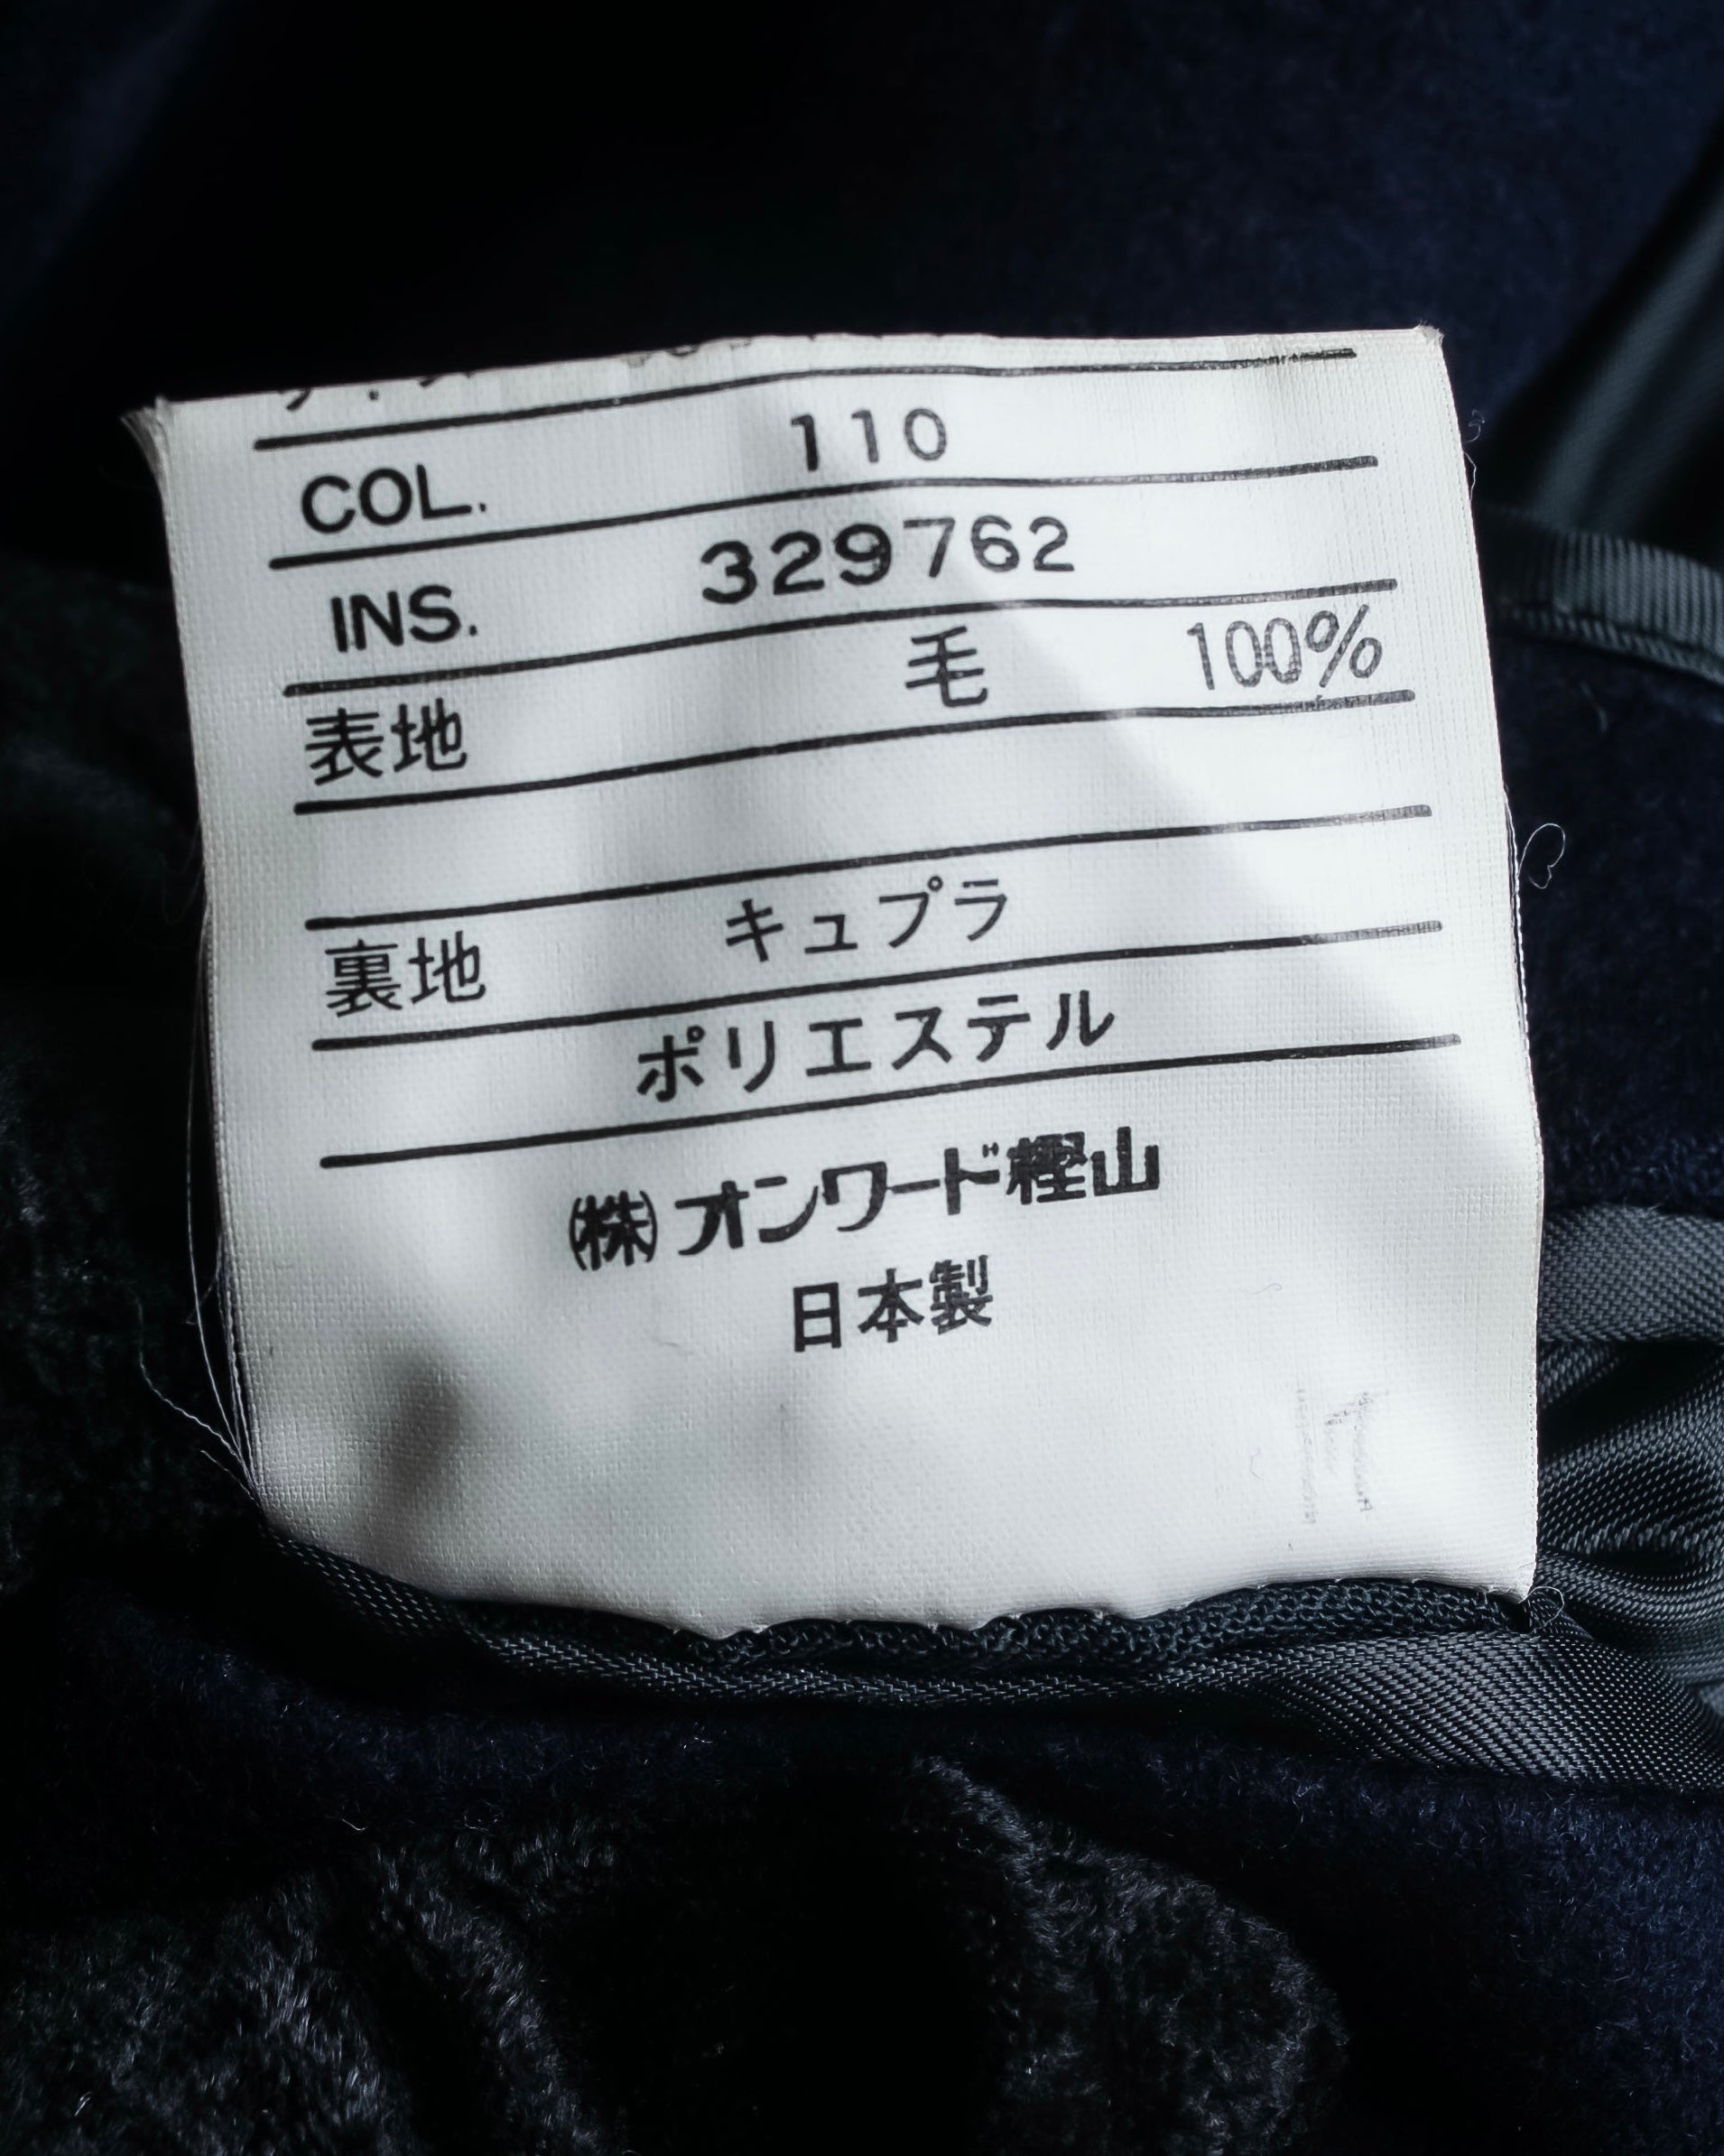 COL. 110
INS. 329762
表地 毛 100%
裏地 キュプラ
ポリエステル
㈱オンワード樫山
日本製
17